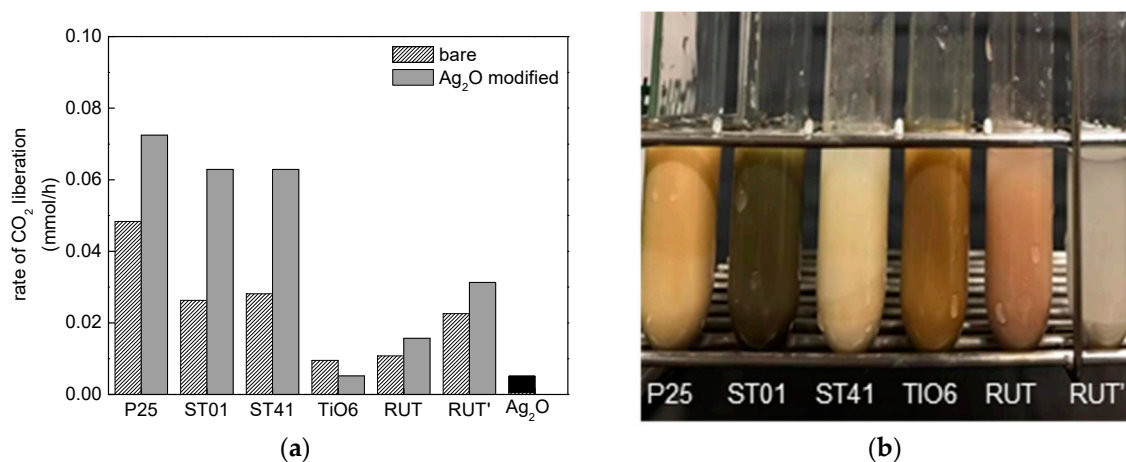 0.10
0.08
0.06
0.04
0.02
0.00
rate of CO₂ liberation
(mmol/h)
bare
Ag₂O modified
P25 ST01 ST41 TiO6 RUT RUT' Ag₂O
(a)
P25 ST01 ST41 TIO6 RUT RUT'
(b)